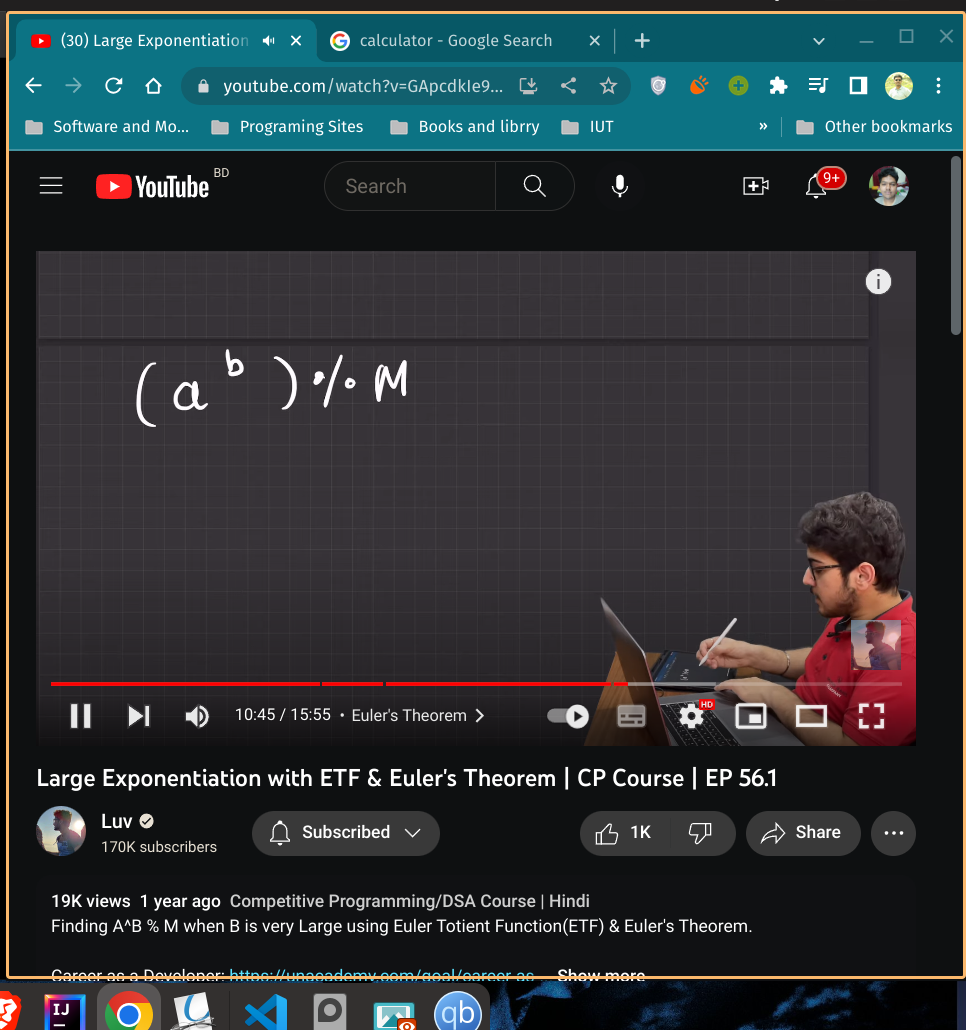 (30) Large Exponentiation
calculator - Google Search
youtube.com/watch?v=GApcdkIe9...
Software and Mo...
Programing Sites
Books and librry
IUT
»
Other bookmarks
YouTube BD
Search
9+
(a^b) % M
10:45 / 15:55 • Euler's Theorem
HD
Large Exponentiation with ETF & Euler's Theorem | CP Course | EP 56.1
Luv
170K subscribers
Subscribed
1K
Share
19K views 1 year ago Competitive Programming/DSA Course | Hindi
Finding A^B % M when B is very Large using Euler Totient Function(ETF) & Euler's Theorem.
Career as a Developer: https://unacademy.com/goal/career-as... Show more
IJ
qb